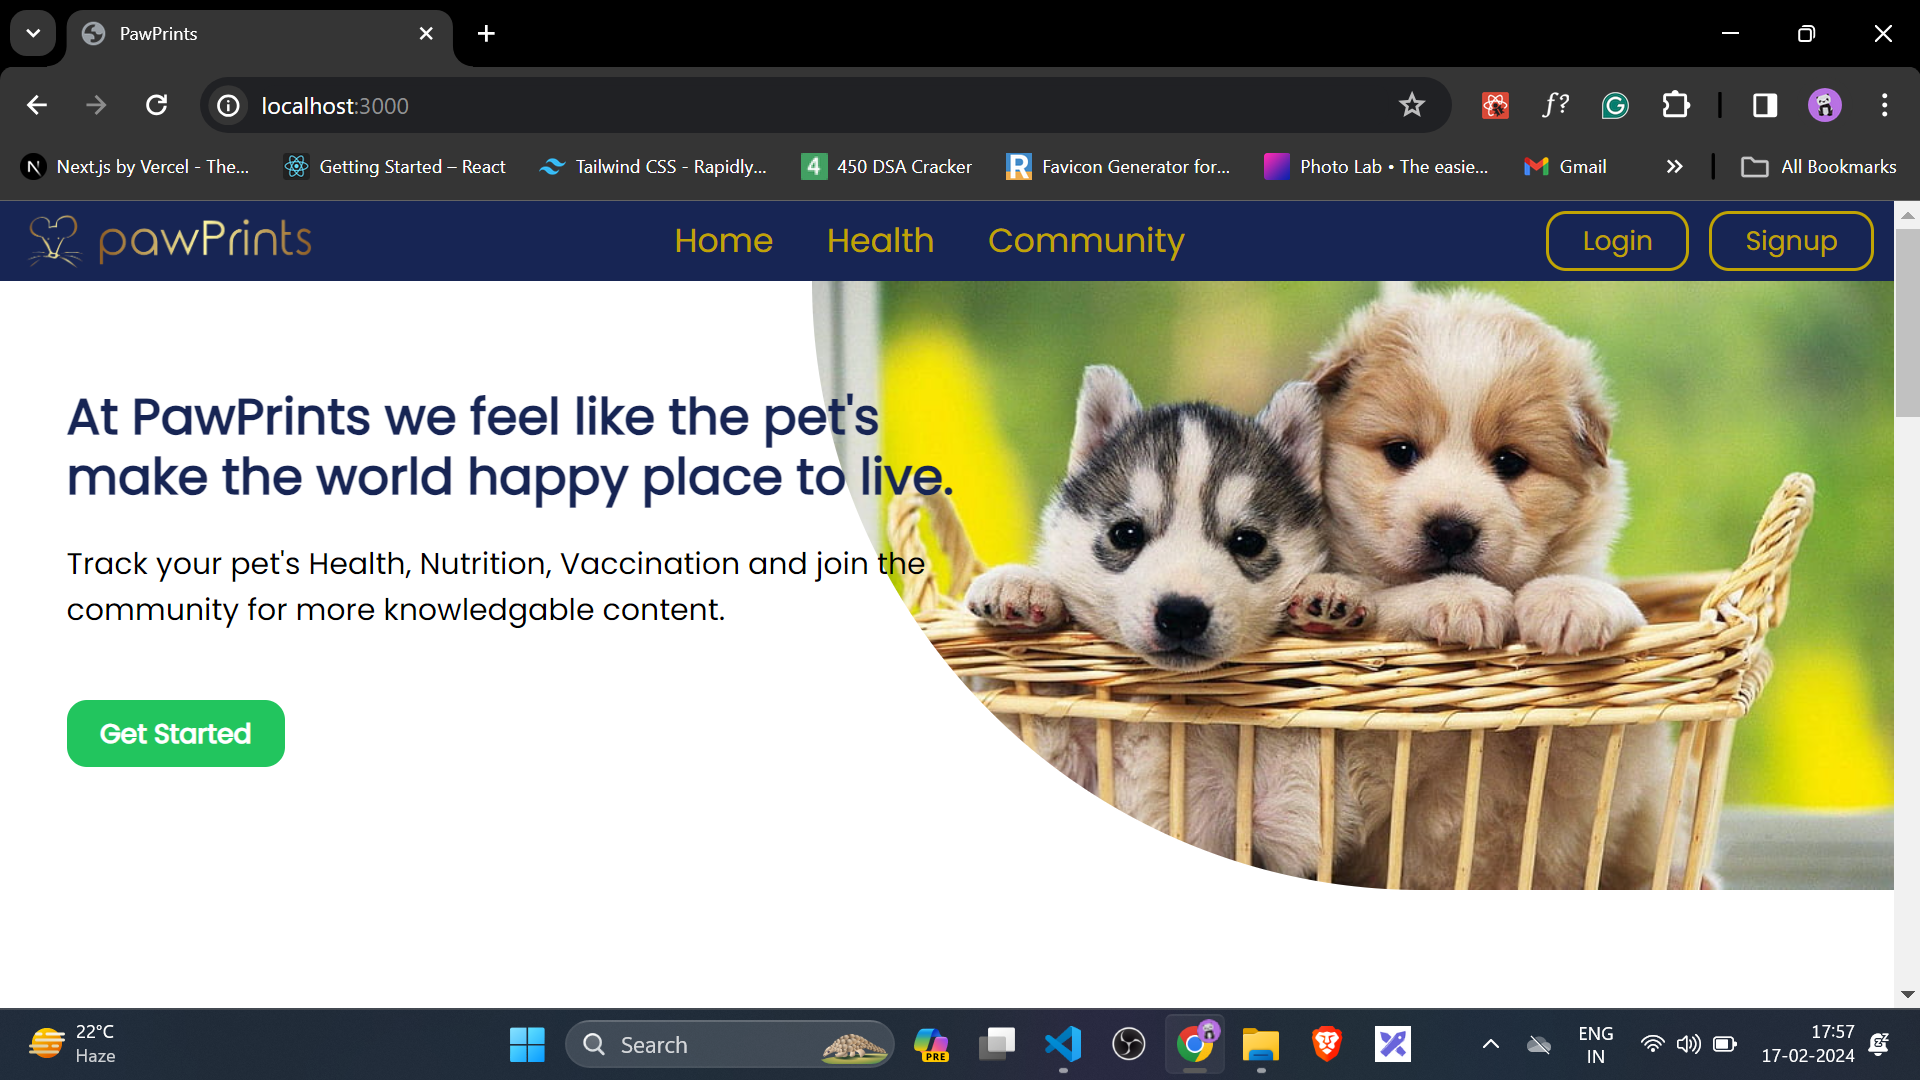 PawPrints
localhost:3000
f?
Next.js by Vercel - The...
Getting Started – React
Tailwind CSS - Rapidly...
4
450 DSA Cracker
R
Favicon Generator for...
Photo Lab • The easie...
Gmail
»
All Bookmarks
pawPrints
Home
Health
Community
Login
Signup
At PawPrints we feel like the pet's
make the world happy place to live.
Track your pet's Health, Nutrition, Vaccination and join the
community for more knowledgable content.
Get Started
22°C
Haze
Search
PRE
ENG
IN
17:57
17-02-2024